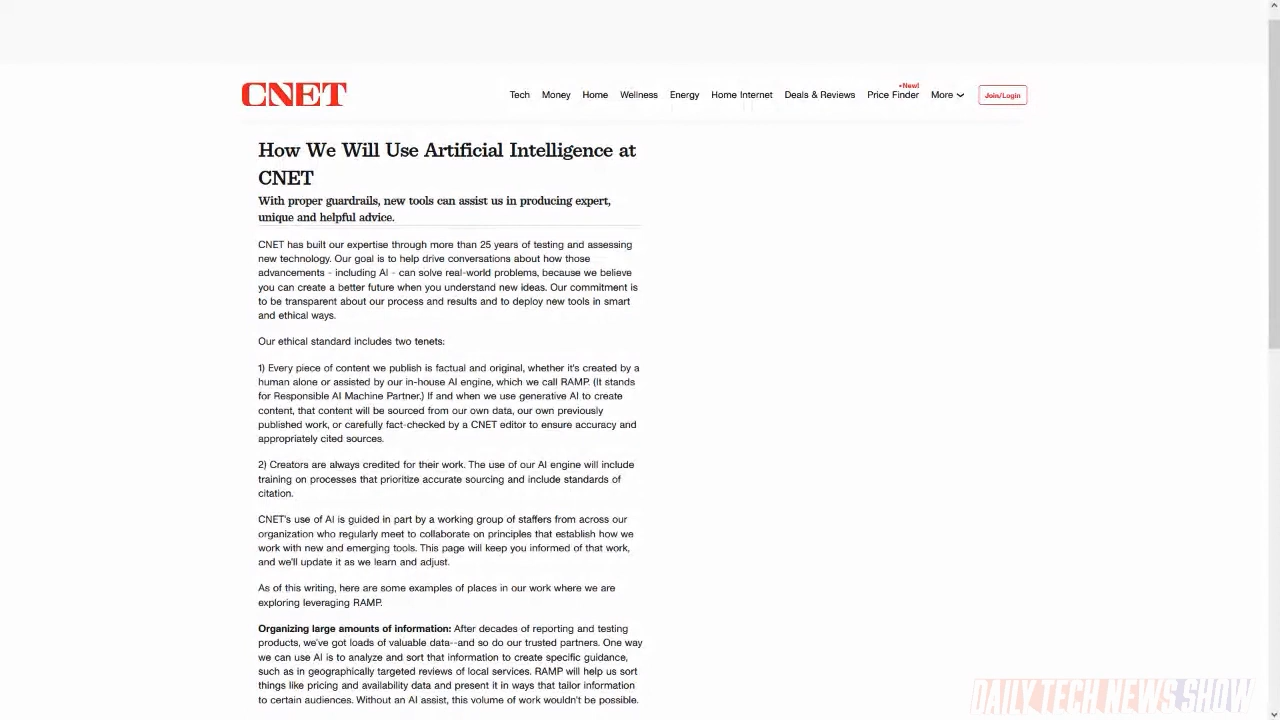 CNET
Tech Money Home Wellness Energy Home Internet Deals & Reviews Price Finder •New! More Join/Login
How We Will Use Artificial Intelligence at
CNET
With proper guardrails, new tools can assist us in producing expert,
unique and helpful advice.
CNET has built our expertise through more than 25 years of testing and assessing
new technology. Our goal is to help drive conversations about how those
advancements - including AI - can solve real-world problems, because we believe
you can create a better future when you understand new ideas. Our commitment is
to be transparent about our process and results and to deploy new tools in smart
and ethical ways.
Our ethical standard includes two tenets:
1) Every piece of content we publish is factual and original, whether it's created by a
human alone or assisted by our in-house AI engine, which we call RAMP. (It stands
for Responsible AI Machine Partner.) If and when we use generative AI to create
content, that content will be sourced from our own data, our own previously
published work, or carefully fact-checked by a CNET editor to ensure accuracy and
appropriately cited sources.
2) Creators are always credited for their work. The use of our AI engine will include
training on processes that prioritize accurate sourcing and include standards of
citation.
CNET's use of AI is guided in part by a working group of staffers from across our
organization who regularly meet to collaborate on principles that establish how we
work with new and emerging tools. This page will keep you informed of that work,
and we'll update it as we learn and adjust.
As of this writing, here are some examples of places in our work where we are
exploring leveraging RAMP.
Organizing large amounts of information: After decades of reporting and testing
products, we've got loads of valuable data--and so do our trusted partners. One way
we can use AI is to analyze and sort that information to create specific guidance,
such as in geographically targeted reviews of local services. RAMP will help us sort
things like pricing and availability data and present it in ways that tailor information
to certain audiences. Without an AI assist, this volume of work wouldn't be possible.
DAILY TECH NEWS SHOW